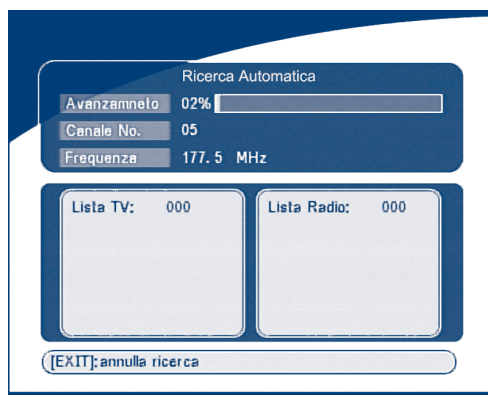 Ricerca Automatica
Avanzamneto 02%
Canale No. 05
Frequenza 177.5 MHz
Lista TV: 000
Lista Radio: 000
[EXIT]:annulla ricerca